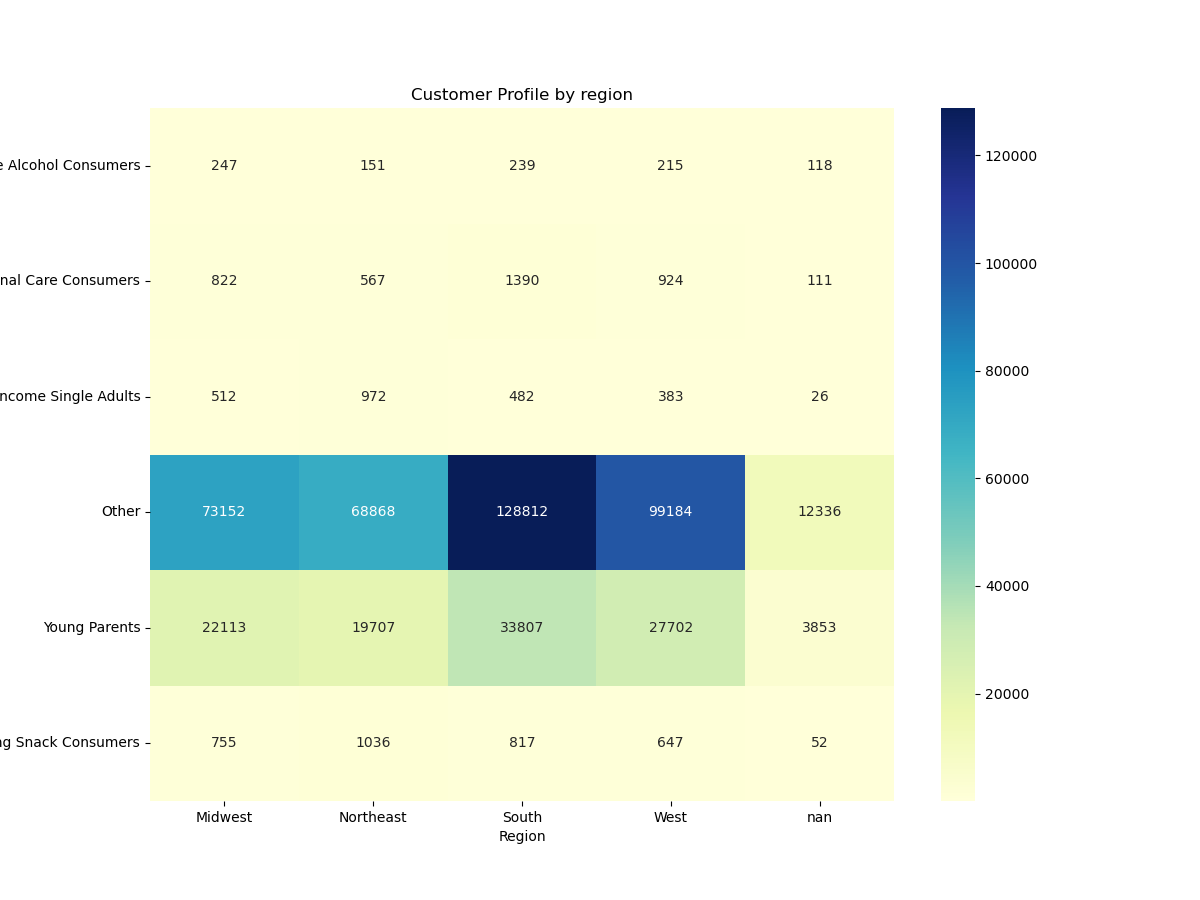 Customer Profile by region
e Alcohol Consumers 247 151 239 215 118
nal Care Consumers 822 567 1390 924 111
ncome Single Adults 512 972 482 383 26
Other 73152 68868 128812 99184 12336
Young Parents 22113 19707 33807 27702 3853
g Snack Consumers 755 1036 817 647 52
Midwest Northeast South West nan
Region
120000
100000
80000
60000
40000
20000